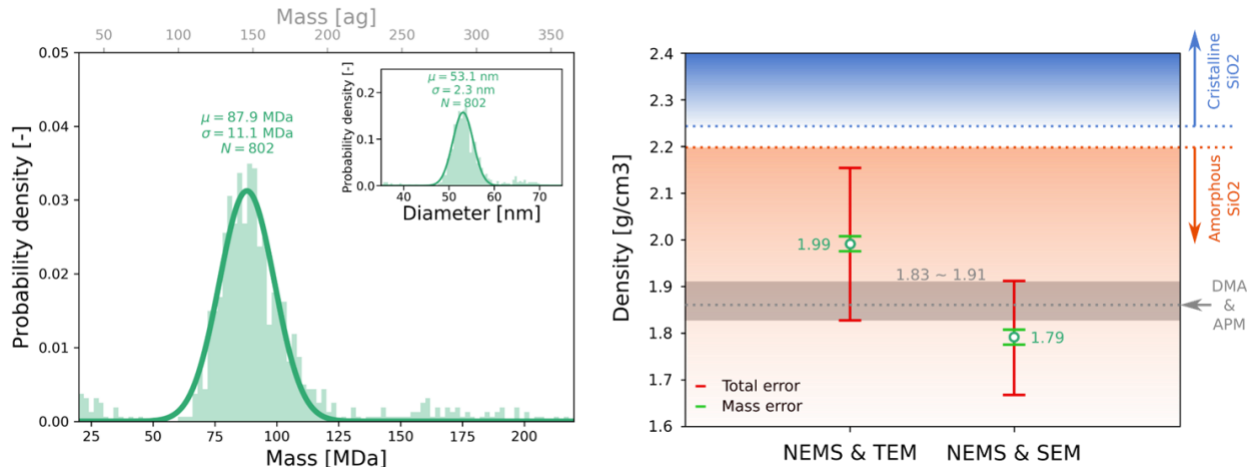 Mass [ag]
50 100 150 200 250 300 350
Probability density [-]
0.05
0.04
0.03
0.02
0.01
0.00
μ = 87.9 MDa
σ = 11.1 MDa
N = 802
25 50 75 100 125 150 175 200
Mass [MDa]
Probability density [-]
0.2
0.1
0.0
μ = 53.1 nm
σ = 2.3 nm
N = 802
40 50 60 70
Diameter [nm]
Density [g/cm3]
2.4
2.3
2.2
2.1
2.0
1.9
1.8
1.7
1.6
1.99
1.83 ~ 1.91
1.79
Total error
Mass error
NEMS & TEM NEMS & SEM
Cristalline
SiO2
Amorphous
SiO2
DMA
&
APM